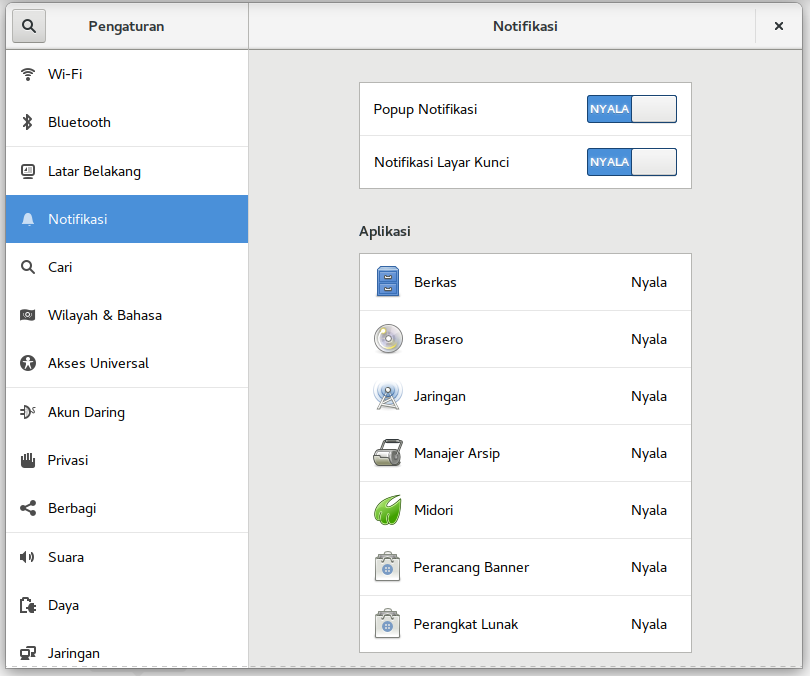 Pengaturan
Notifikasi
Wi-Fi
Bluetooth
Latar Belakang
Notifikasi
Cari
Wilayah & Bahasa
Akses Universal
Akun Daring
Privasi
Berbagi
Suara
Daya
Jaringan
Popup Notifikasi NYALA
Notifikasi Layar Kunci NYALA
Aplikasi
Berkas Nyala
Brasero Nyala
Jaringan Nyala
Manajer Arsip Nyala
Midori Nyala
Perancang Banner Nyala
Perangkat Lunak Nyala